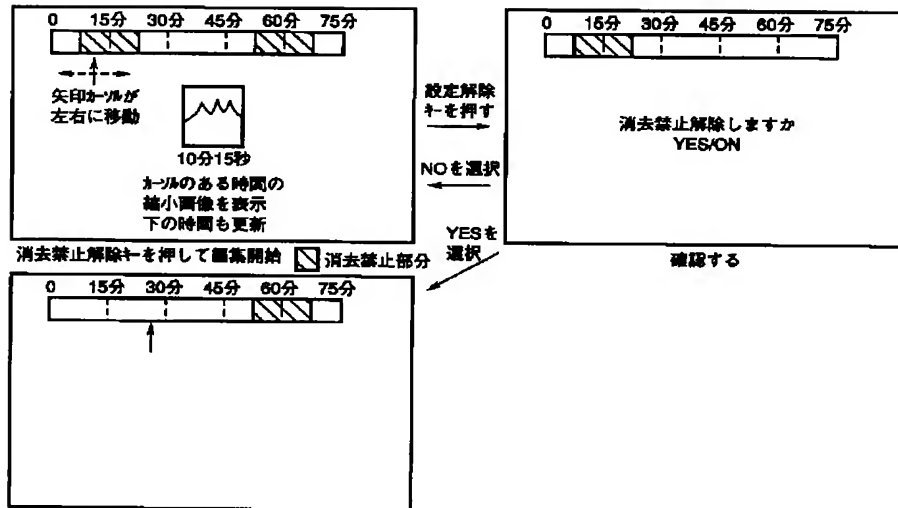 0 15分 30分 45分 60分 75分
矢印カーソルが
左右に移動
10分15秒
カーソルのある時間の
縮小画像を表示
下の時間も更新
設定解除
キーを押す
NOを選択
0 15分 30分 45分 60分 75分
消去禁止解除しますか
YES/ON
消去禁止解除キーを押して編集開始 消去禁止部分
YESを
選択
確認する
0 15分 30分 45分 60分 75分